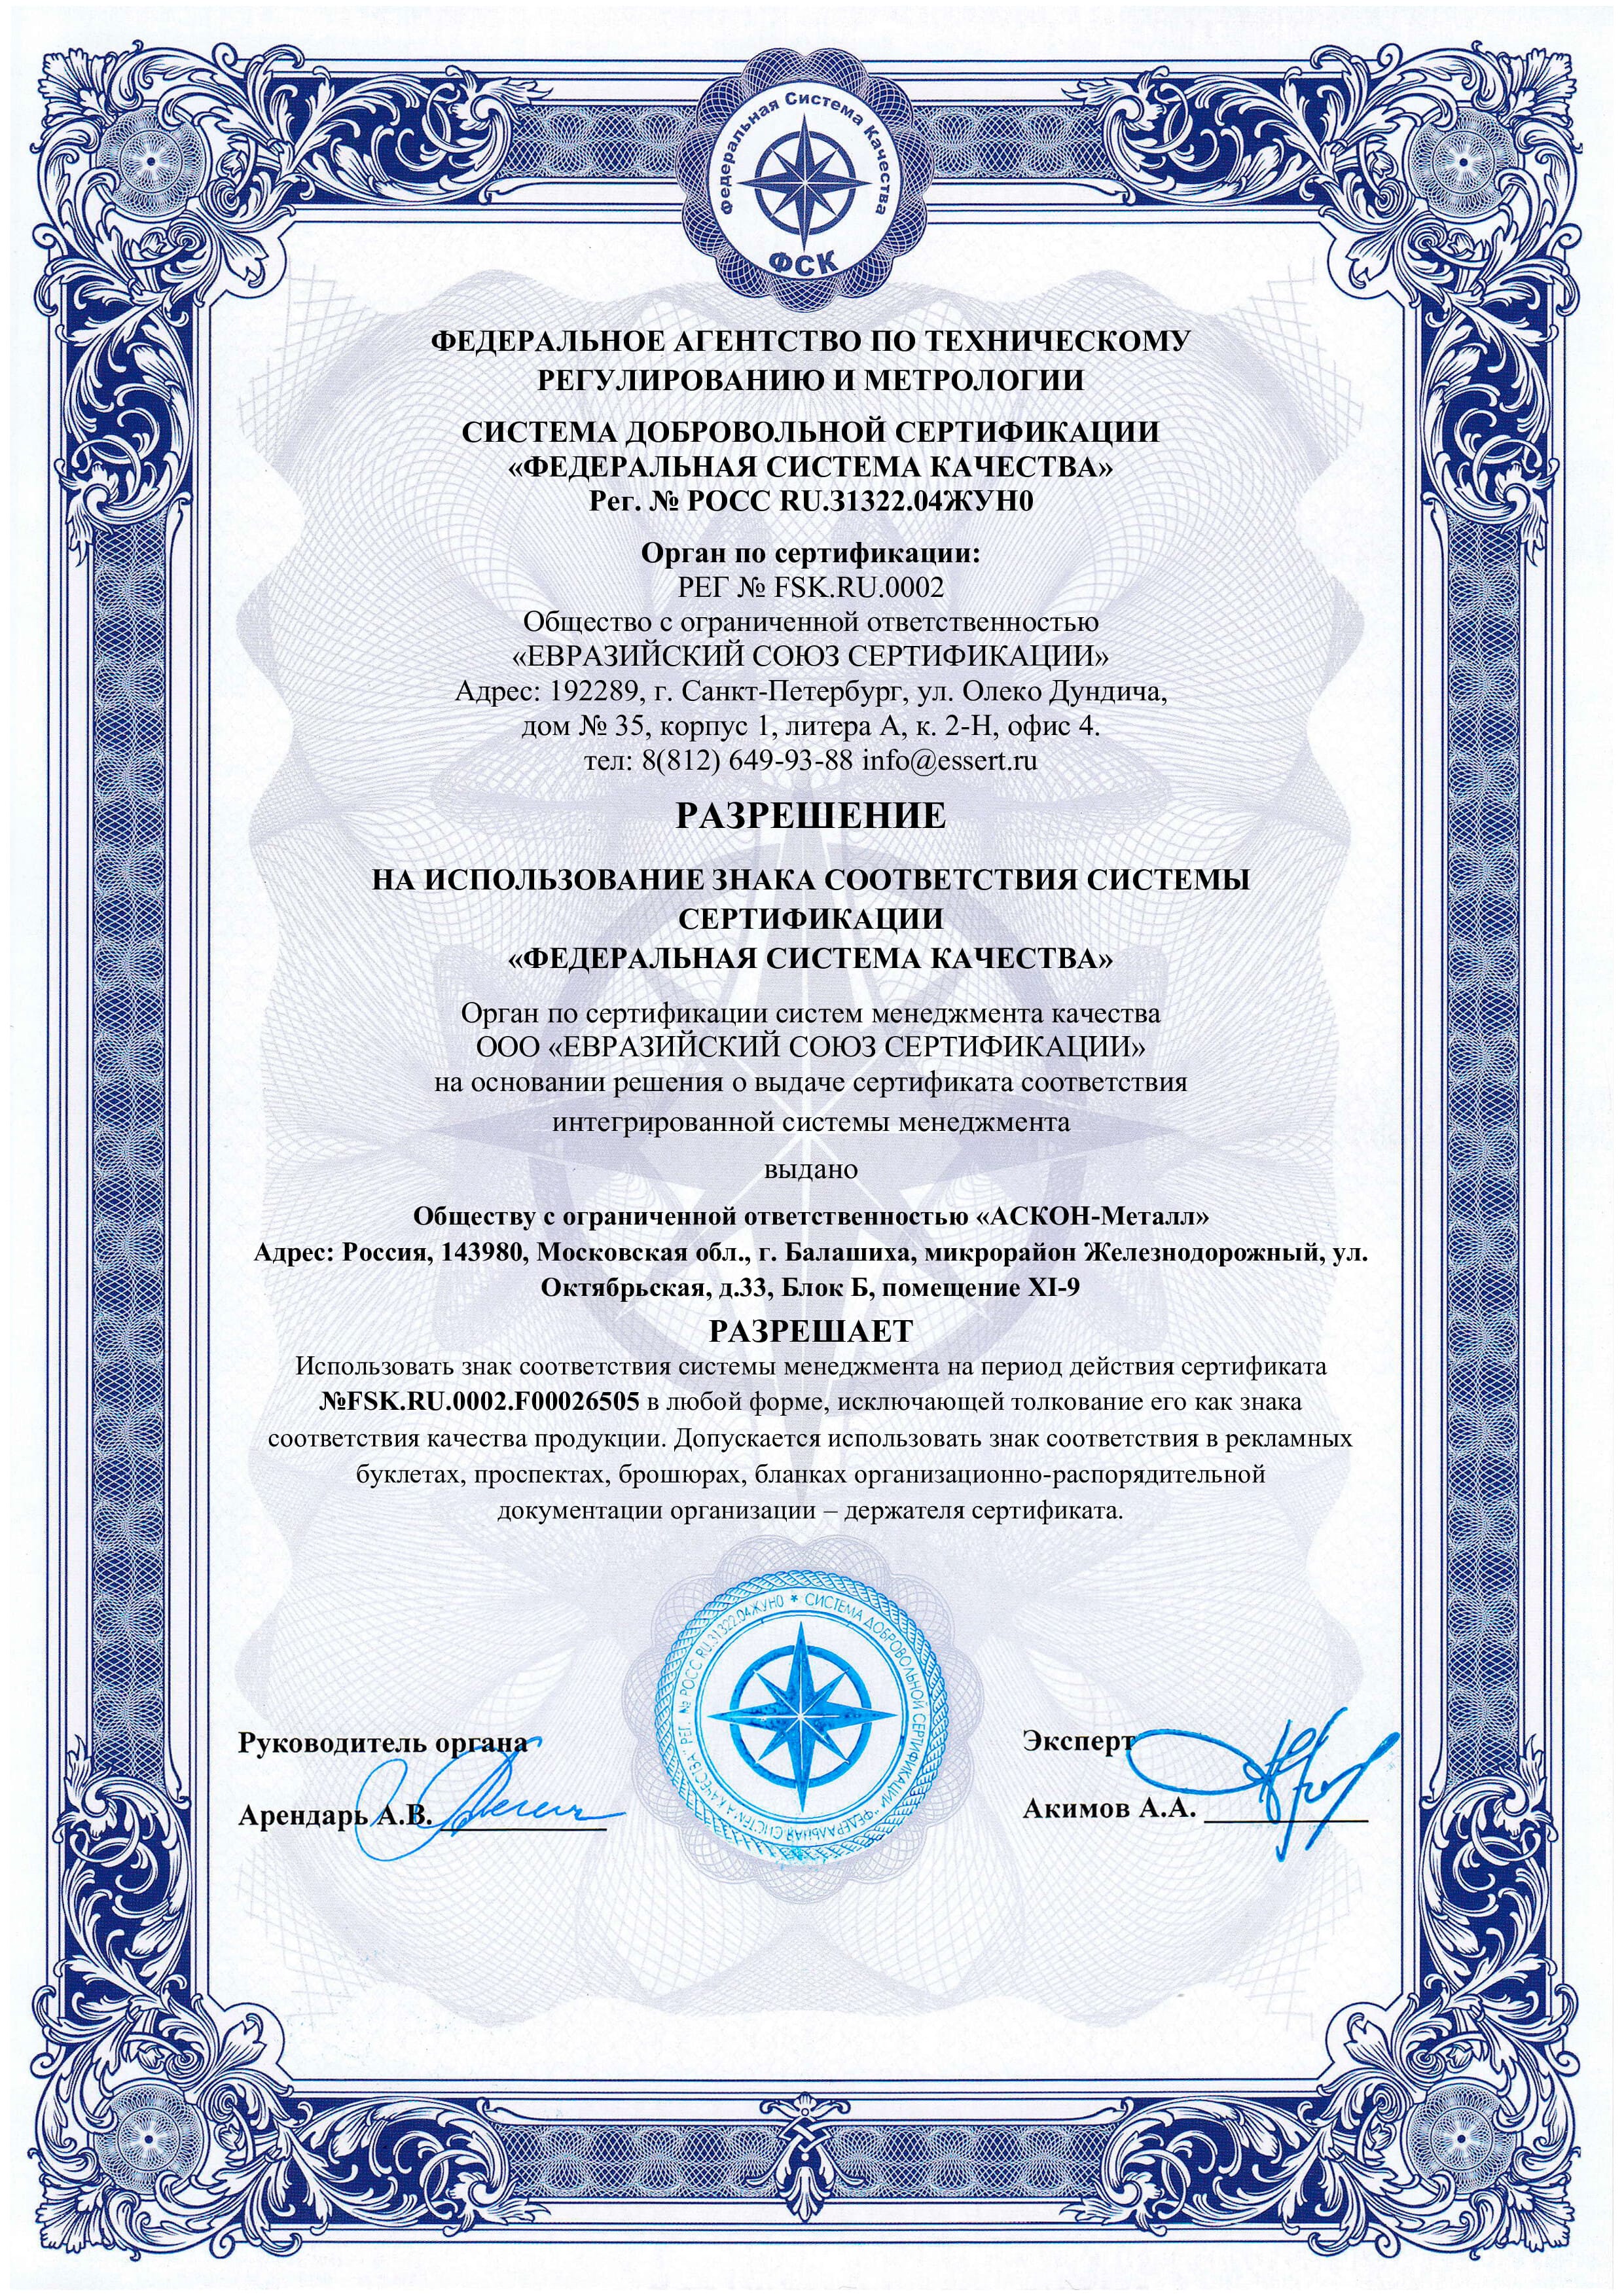 Федеральная Система Качества
ФСК
ФЕДЕРАЛЬНОЕ АГЕНТСТВО ПО ТЕХНИЧЕСКОМУ
РЕГУЛИРОВАНИЮ И МЕТРОЛОГИИ
СИСТЕМА ДОБРОВОЛЬНОЙ СЕРТИФИКАЦИИ
«ФЕДЕРАЛЬНАЯ СИСТЕМА КАЧЕСТВА»
Рег. № РОСС RU.З1322.04ЖУН0
Орган по сертификации:
РЕГ № FSK.RU.0002
Общество с ограниченной ответственностью
«ЕВРАЗИЙСКИЙ СОЮЗ СЕРТИФИКАЦИИ»
Адрес: 192289, г. Санкт-Петербург, ул. Олеко Дундича,
дом № 35, корпус 1, литера А, к. 2-Н, офис 4.
тел: 8(812) 649-93-88 info@essert.ru
РАЗРЕШЕНИЕ
НА ИСПОЛЬЗОВАНИЕ ЗНАКА СООТВЕТСТВИЯ СИСТЕМЫ
СЕРТИФИКАЦИИ
«ФЕДЕРАЛЬНАЯ СИСТЕМА КАЧЕСТВА»
Орган по сертификации систем менеджмента качества
ООО «ЕВРАЗИЙСКИЙ СОЮЗ СЕРТИФИКАЦИИ»
на основании решения о выдаче сертификата соответствия
интегрированной системы менеджмента
выдано
Обществу с ограниченной ответственностью «АСКОН-Металл»
Адрес: Россия, 143980, Московская обл., г. Балашиха, микрорайон Железнодорожный, ул.
Октябрьская, д.33, Блок Б, помещение XI-9
РАЗРЕШАЕТ
Использовать знак соответствия системы менеджмента на период действия сертификата
№FSK.RU.0002.F00026505 в любой форме, исключающей толкование его как знака
соответствия качества продукции. Допускается использовать знак соответствия в рекламных
буклетах, проспектах, брошюрах, бланках организационно-распорядительной
документации организации – держателя сертификата.
СИСТЕМА ДОБРОВОЛЬНОЙ СЕРТИФИКАЦИИ "ФЕДЕРАЛЬНАЯ СИСТЕМА КАЧЕСТВА" РЕГ. № РОСС RU.31322.04ЖУН0 *
Руководитель органа
Арендарь А.В.
Эксперт
Акимов А.А.